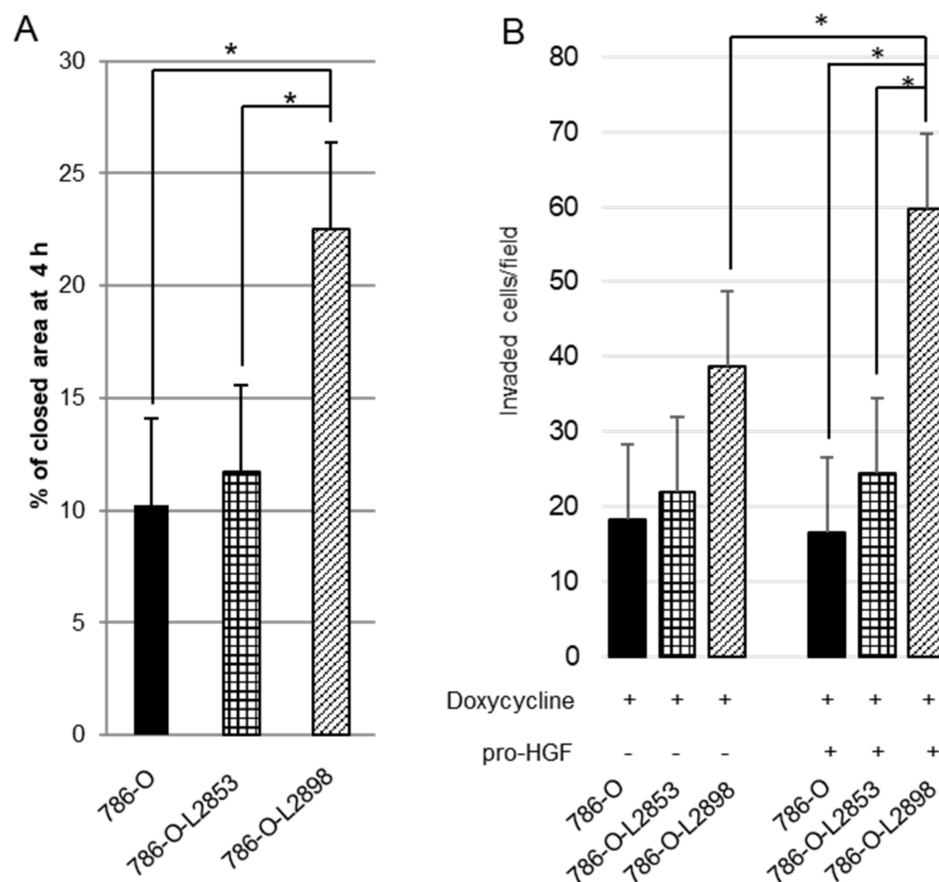 A
*
*
30
25
20
15
10
5
0
% of closed area at 4 h
786-O
786-O-L2853
786-O-L2898
B
*
*
*
80
70
60
50
40
30
20
10
0
Invaded cells/field
Doxycycline + + + + + +
pro-HGF - - - + + +
786-O
786-O-L2853
786-O-L2898
786-O
786-O-L2853
786-O-L2898